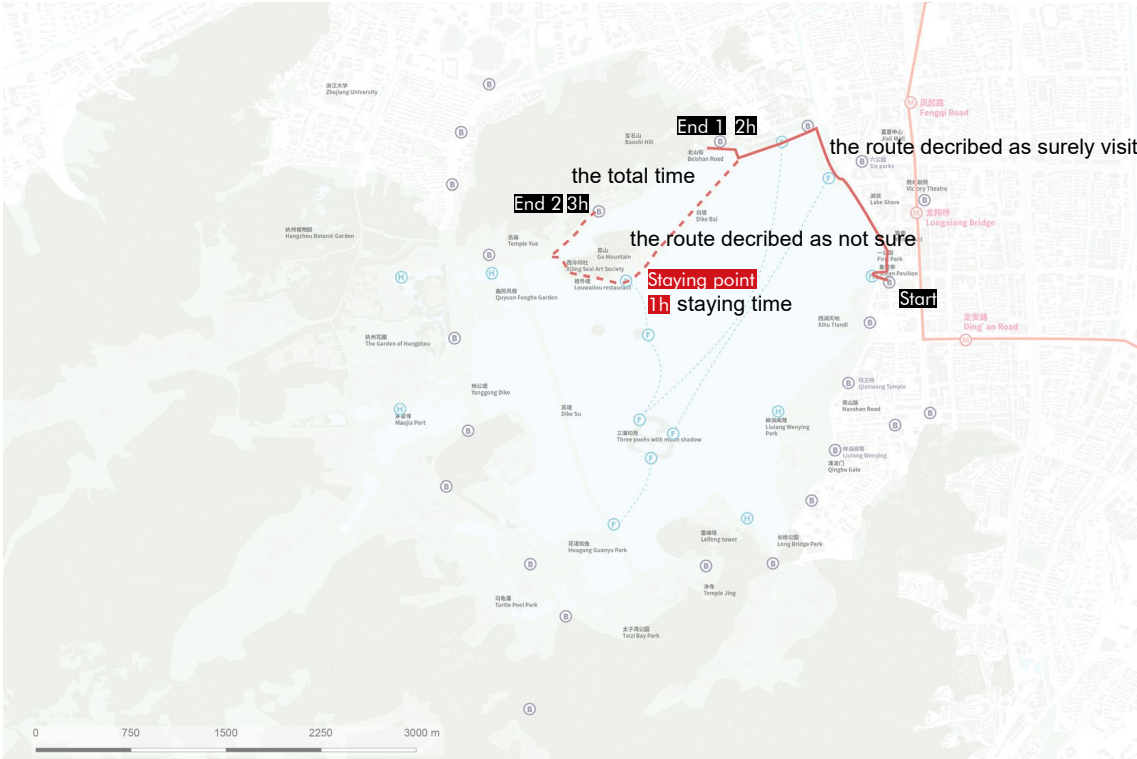 浙江大学
Zhejiang University
凤起路
Fengqi Road
End 1 2h
宝石山
Baoshi Hill
北山街
Beishan Road
嘉里中心
the route decribed as surely visit
六公园
Six parks
the total time
胜利剧院
Victory Theatre
End 2 3h
湖滨
Lake Shore
白堤
Dike Bai
龙翔桥
Longxiang Bridge
杭州植物园
Hangzhou Botanic Garden
岳庙
Temple Yue
孤山
Gu Mountain
the route decribed as not sure
一公园
First Park
西泠印社
Xiling Seal Art Society
楼外楼
Louwailou restaurant
Pavilion
Staying point
1h staying time
Start
曲院风荷
Quyuan Fenghe Garden
西湖天地
Xihu Tiandi
定安路
Ding' an Road
杭州花圃
The Garden of Hangzhou
杨公堤
Yanggong Dike
钱王祠
Qianwang Temple
苏堤
Dike Su
南山路
Nanshan Road
茅家埠
Maojia Port
柳浪闻莺
Liulang Wenying
Park
三潭印月
Three pools with moon shadow
柳浪闻莺
Liulang Wenying
清波门
Qingbo Gate
花港观鱼
Huagang Guanyu Park
雷峰塔
Leifeng tower
长桥公园
Long Bridge Park
净寺
Temple Jing
乌龟潭
Turtle Pool Park
太子湾公园
Taizi Bay Park
0 750 1500 2250 3000 m